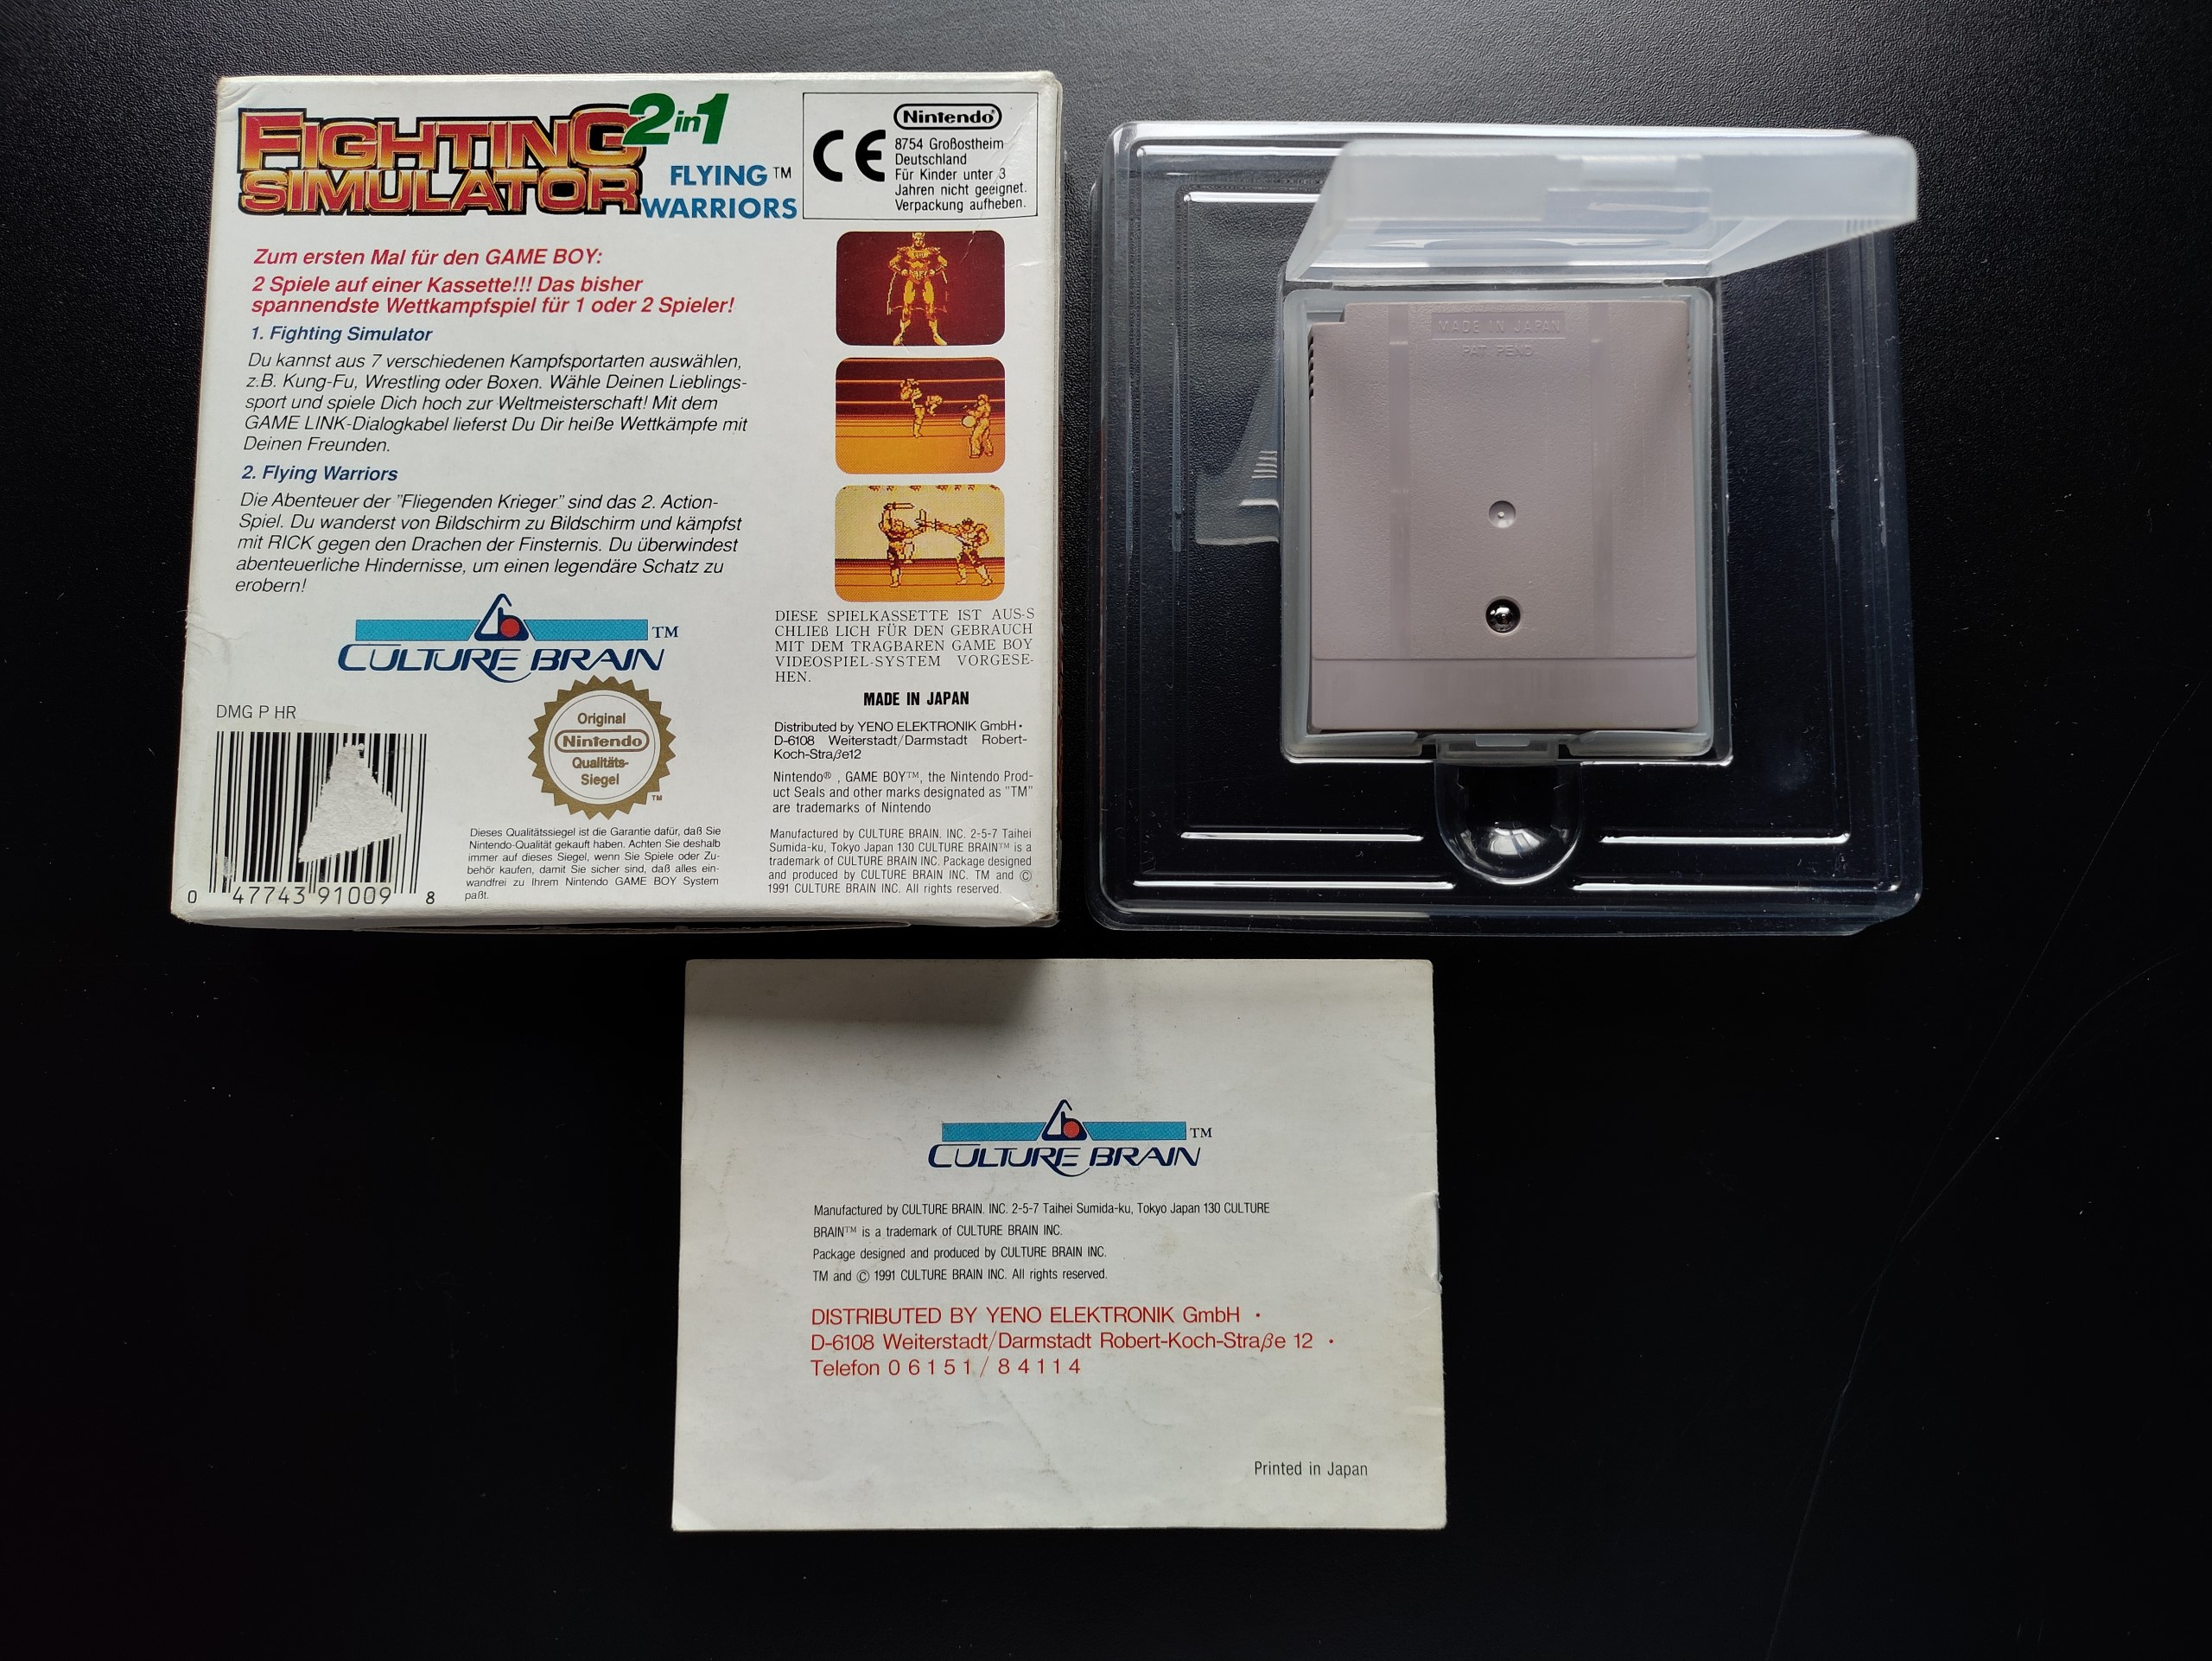 FIGHTING 2in1
SIMULATOR
FLYING™
WARRIORS
CE
Nintendo®
8754 Großostheim
Deutschland
Für Kinder unter 3
Jahren nicht geeignet.
Verpackung aufheben.
Zum ersten Mal für den GAME BOY:
2 Spiele auf einer Kassette!!! Das bisher
spannendste Wettkampfspiel für 1 oder 2 Spieler!
1. Fighting Simulator
Du kannst aus 7 verschiedenen Kampfsportarten auswählen,
z.B. Kung-Fu, Wrestling oder Boxen. Wähle Deinen Lieblings-
sport und spiele Dich hoch zur Weltmeisterschaft! Mit dem
GAME LINK-Dialogkabel lieferst Du Dir heiße Wettkämpfe mit
Deinen Freunden.
2. Flying Warriors
Die Abenteuer der "Fliegenden Krieger" sind das 2. Action-
Spiel. Du wanderst von Bildschirm zu Bildschirm und kämpfst
mit RICK gegen den Drachen der Finsternis. Du überwindest
abenteuerliche Hindernisse, um einen legendäre Schatz zu
erobern!
CULTURE BRAIN™
DMG P HR
0 47743 91009 8
Original
Nintendo
Qualitäts-
Siegel
™
Dieses Qualitätssiegel ist die Garantie dafür, daß Sie
Nintendo-Qualität gekauft haben. Achten Sie deshalb
immer auf dieses Siegel, wenn Sie Spiele oder Zu-
behör kaufen, damit Sie sicher sind, daß alles ein-
wandfrei zu Ihrem Nintendo GAME BOY System
paßt.
DIESE SPIELKASSETTE IST AUS-S
CHLIEß LICH FÜR DEN GEBRAUCH
MIT DEM TRAGBAREN GAME BOY
VIDEOSPIEL-SYSTEM VORGESE-
HEN.
MADE IN JAPAN
Distributed by YENO ELEKTRONIK GmbH•
D-6108 Weiterstadt/Darmstadt Robert-
Koch-Straße12
Nintendo®, GAME BOY™, the Nintendo Prod-
uct Seals and other marks designated as "TM"
are trademarks of Nintendo
Manufactured by CULTURE BRAIN. INC. 2-5-7 Taihei
Sumida-ku, Tokyo Japan 130 CULTURE BRAIN™ is a
trademark of CULTURE BRAIN INC. Package designed
and produced by CULTURE BRAIN INC. TM and ©
1991 CULTURE BRAIN INC. All rights reserved.
MADE IN JAPAN
PAT. PEND.
CULTURE BRAIN™
Manufactured by CULTURE BRAIN. INC. 2-5-7 Taihei Sumida-ku, Tokyo Japan 130 CULTURE
BRAIN™ is a trademark of CULTURE BRAIN INC.
Package designed and produced by CULTURE BRAIN INC.
TM and © 1991 CULTURE BRAIN INC. All rights reserved.
DISTRIBUTED BY YENO ELEKTRONIK GmbH •
D-6108 Weiterstadt/Darmstadt Robert-Koch-Straße 12 •
Telefon 06151/84114
Printed in Japan